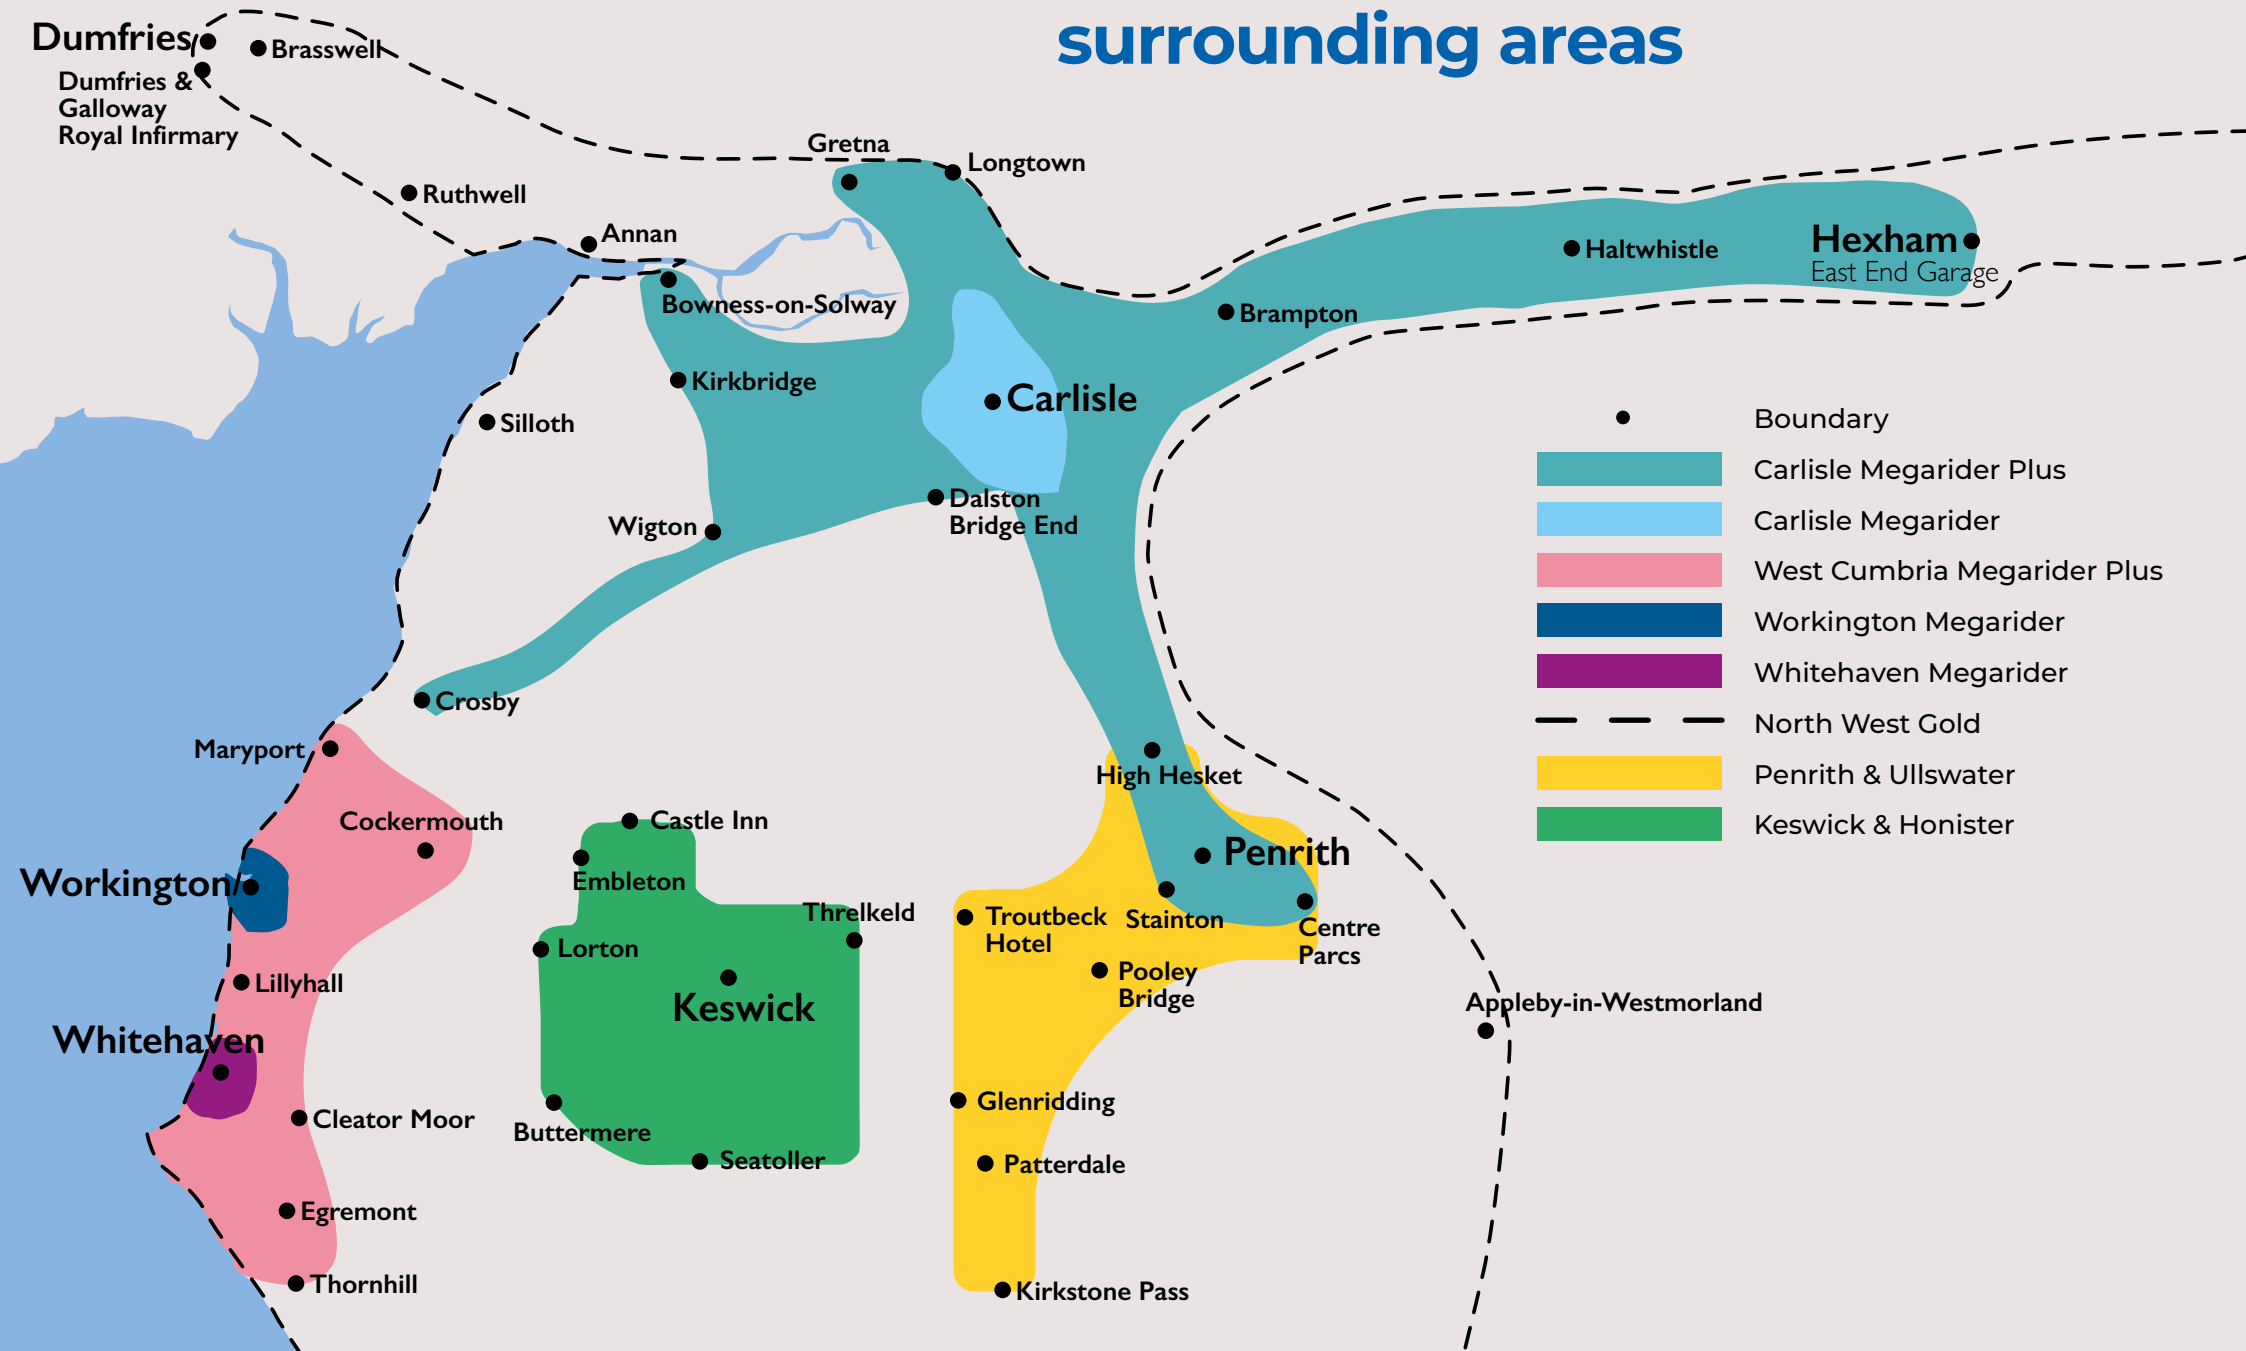 surrounding areas
Dumfries
Brasswell
Dumfries &
Galloway
Royal Infirmary
Gretna
Longtown
Ruthwell
Annan
Bowness-on-Solway
Haltwhistle
Hexham
East End Garage
Brampton
Kirkbridge
Carlisle
Silloth
Dalston
Bridge End
Wigton
Crosby
Maryport
High Hesket
Cockermouth
Castle Inn
Penrith
Workington
Embleton
Threlkeld
Troutbeck
Hotel
Stainton
Centre
Parcs
Lorton
Pooley
Bridge
Keswick
Lillyhall
Appleby-in-Westmorland
Whitehaven
Glenridding
Cleator Moor
Buttermere
Seatoller
Patterdale
Egremont
Thornhill
Kirkstone Pass
Boundary
Carlisle Megarider Plus
Carlisle Megarider
West Cumbria Megarider Plus
Workington Megarider
Whitehaven Megarider
North West Gold
Penrith & Ullswater
Keswick & Honister